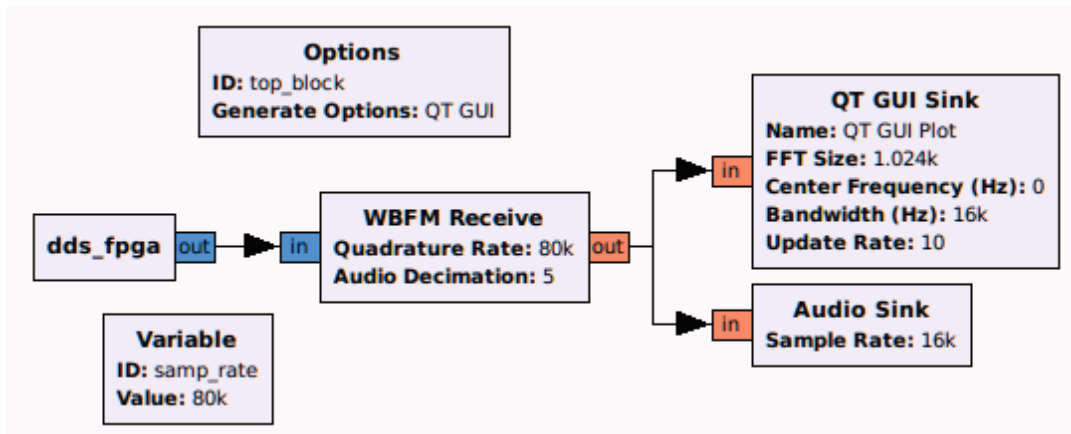 Options
ID: top_block
Generate Options: QT GUI
dds_fpga
out
Variable
ID: samp_rate
Value: 80k
in
WBFM Receive
Quadrature Rate: 80k
Audio Decimation: 5
out
in
QT GUI Sink
Name: QT GUI Plot
FFT Size: 1.024k
Center Frequency (Hz): 0
Bandwidth (Hz): 16k
Update Rate: 10
in
Audio Sink
Sample Rate: 16k